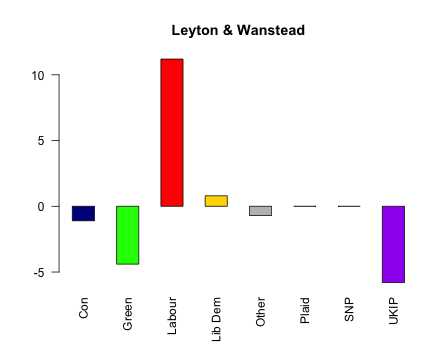 Leyton & Wanstead
10
5
0
-5
Con
Green
Labour
Lib Dem
Other
Plaid
SNP
UKIP